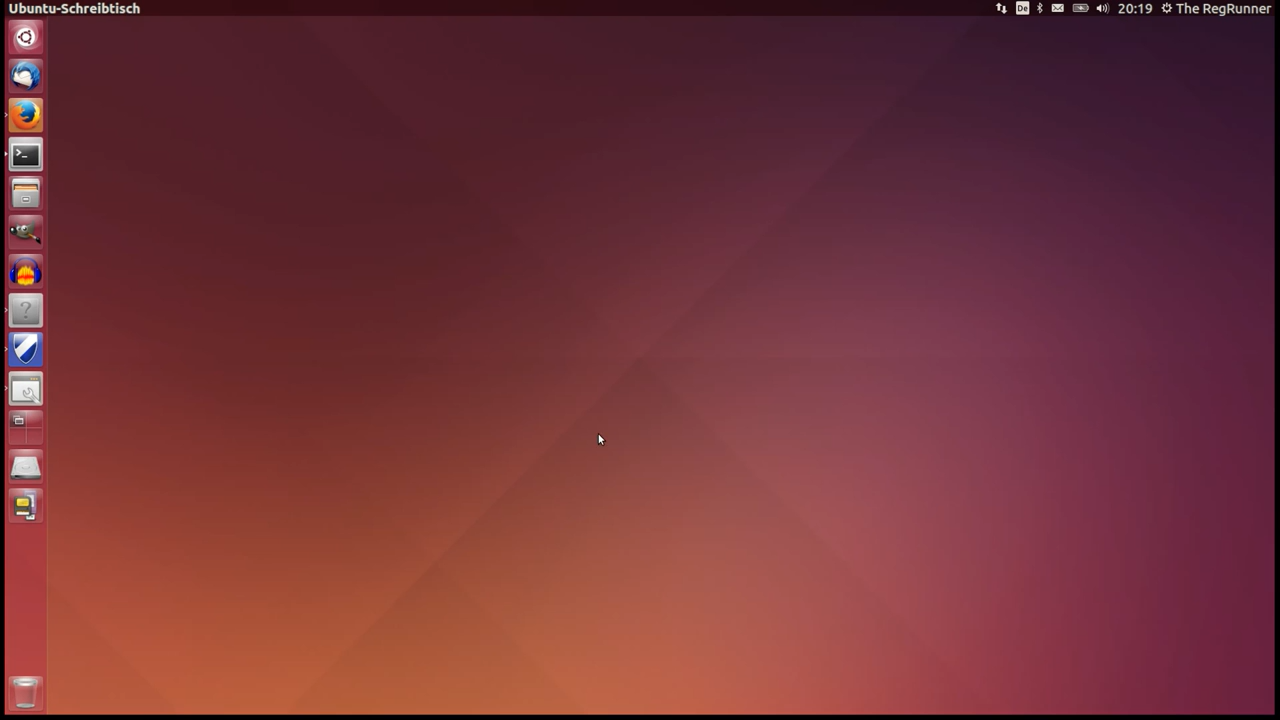 Ubuntu-Schreibtisch
De
20:19
The RegRunner
>_
?